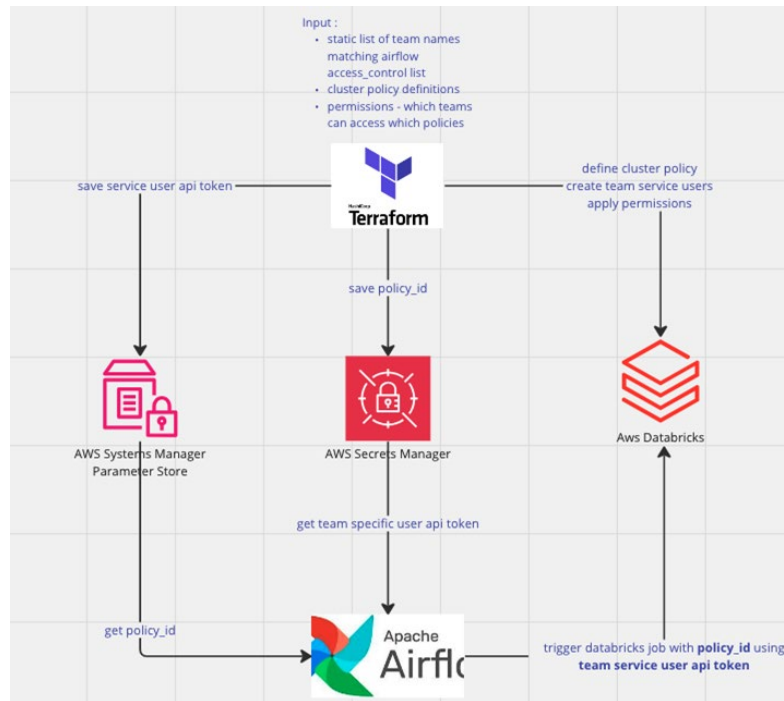 Input :
• static list of team names
matching airflow
access_control list
• cluster policy definitions
• permissions - which teams
can access which policies
save service user api token
HashiCorp
Terraform
define cluster policy
create team service users
apply permissions
save policy_id
AWS Systems Manager
Parameter Store
AWS Secrets Manager
Aws Databricks
get team specific user api token
get policy_id
Apache
Airflo
trigger databricks job with policy_id using
team service user api token